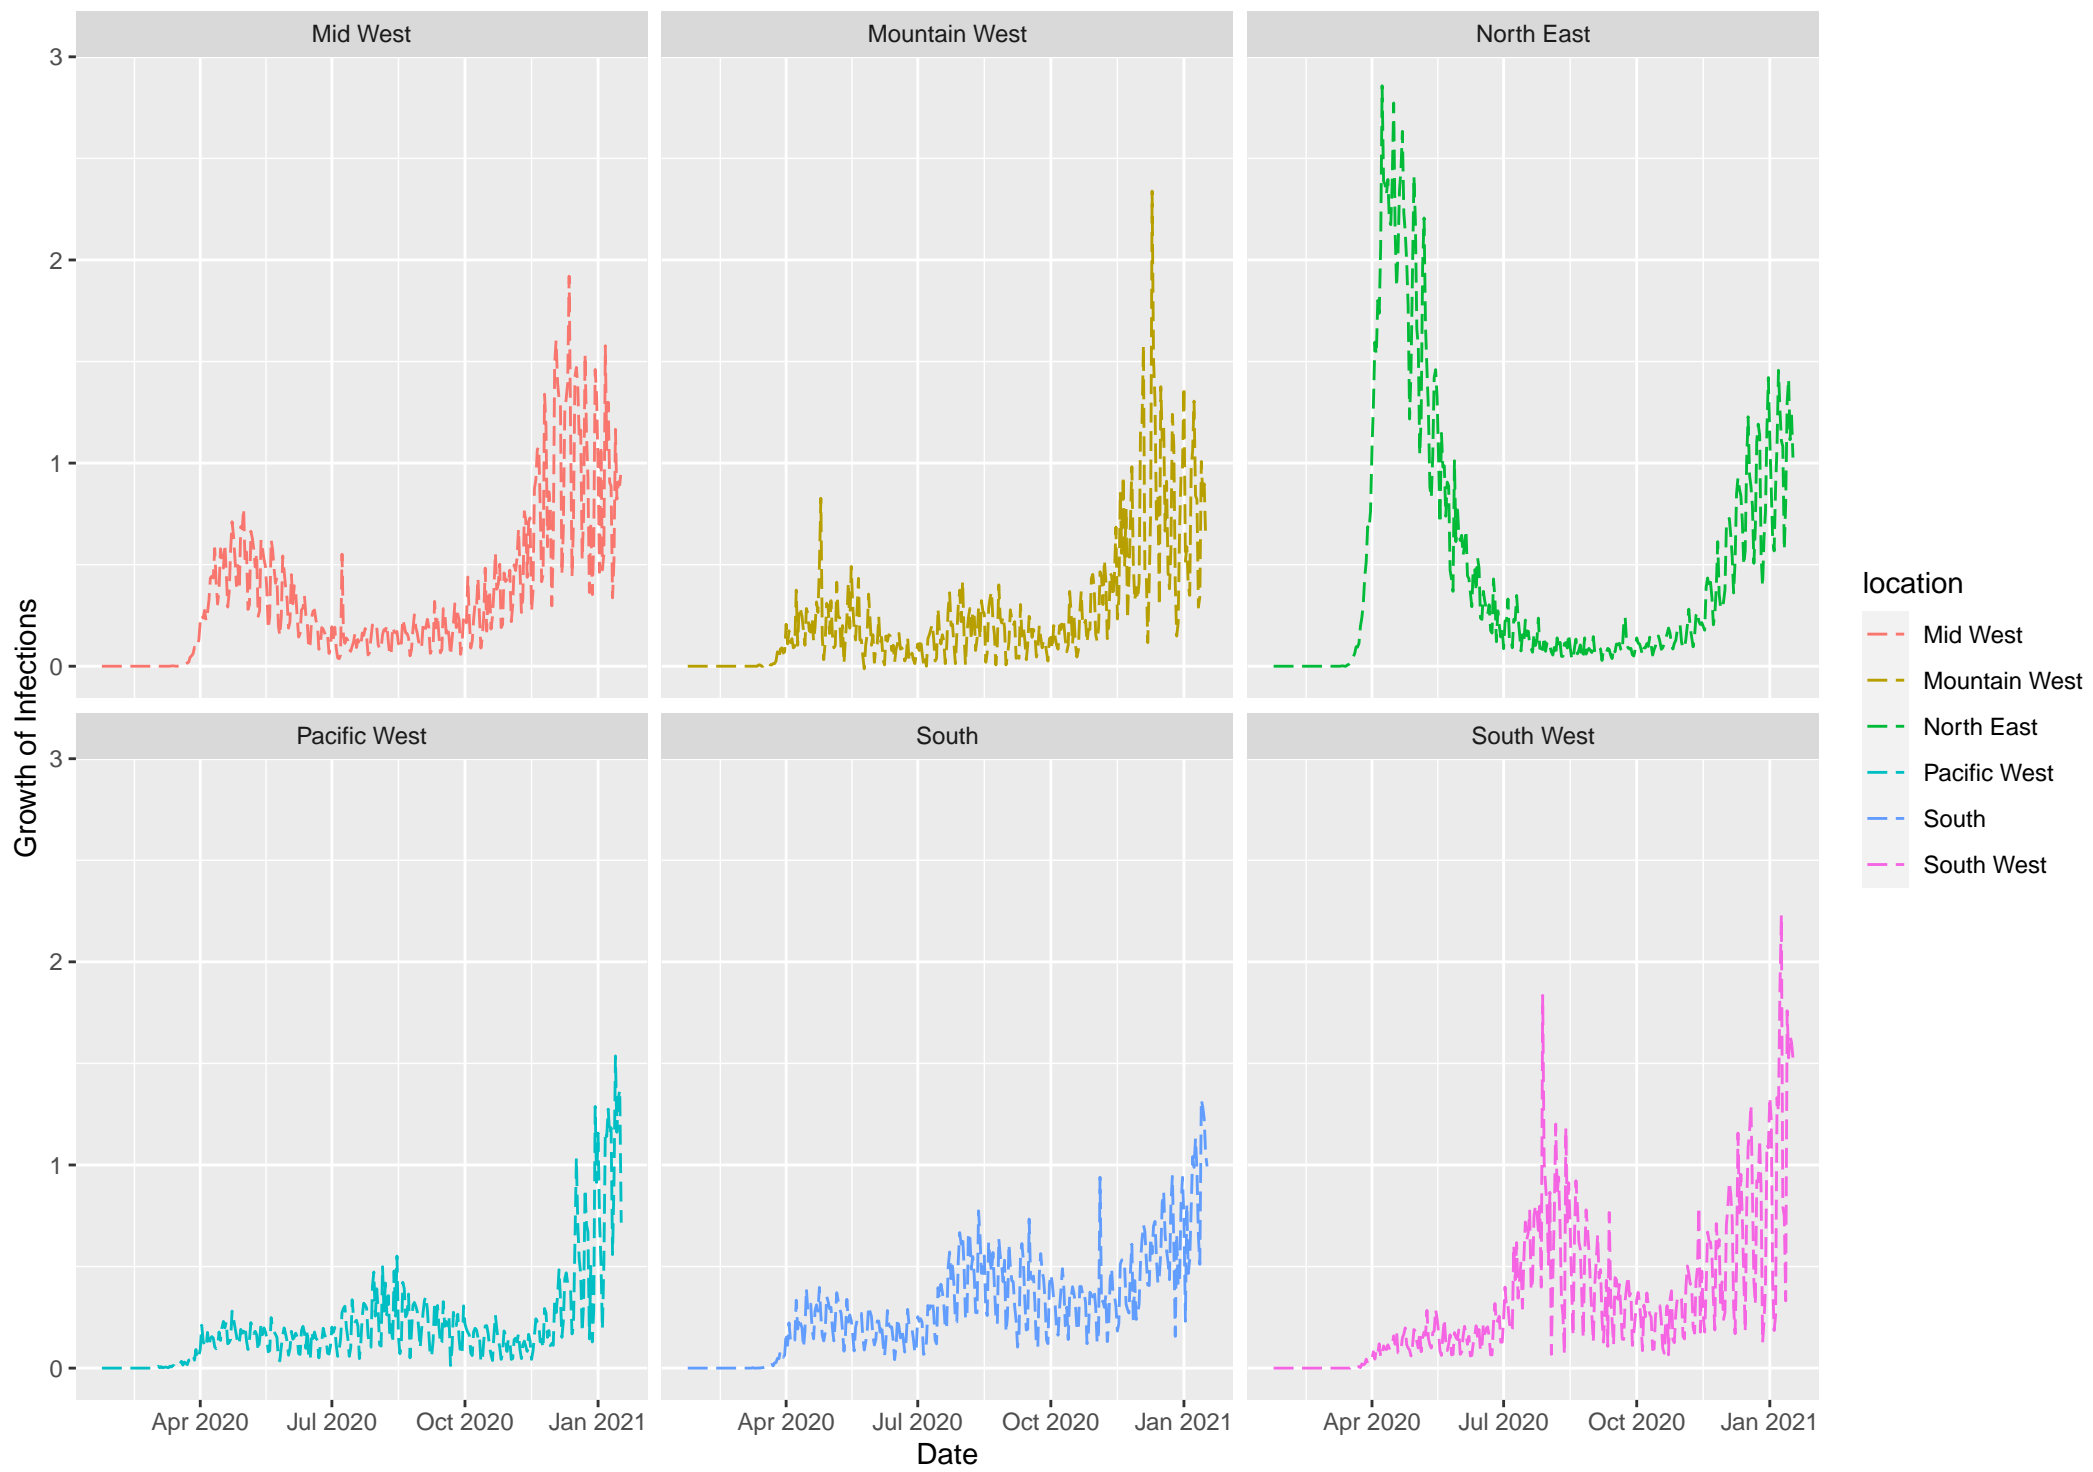 Mid West
Mountain West
North East
3
2
1
0
Pacific West
South
South West
3
2
1
0
Apr 2020
Jul 2020
Oct 2020
Jan 2021
Apr 2020
Jul 2020
Oct 2020
Jan 2021
Apr 2020
Jul 2020
Oct 2020
Jan 2021
Date
Growth of Infections
location
Mid West
Mountain West
North East
Pacific West
South
South West